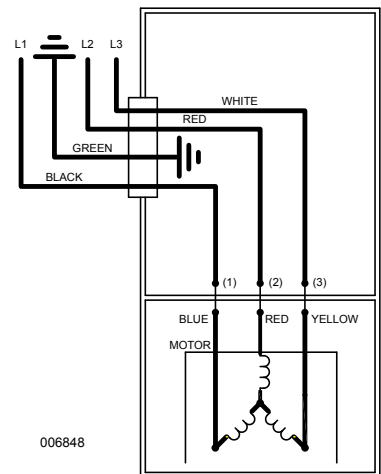 L1 L2 L3
WHITE
RED
GREEN
BLACK
(1) (2) (3)
BLUE RED YELLOW
MOTOR
006848